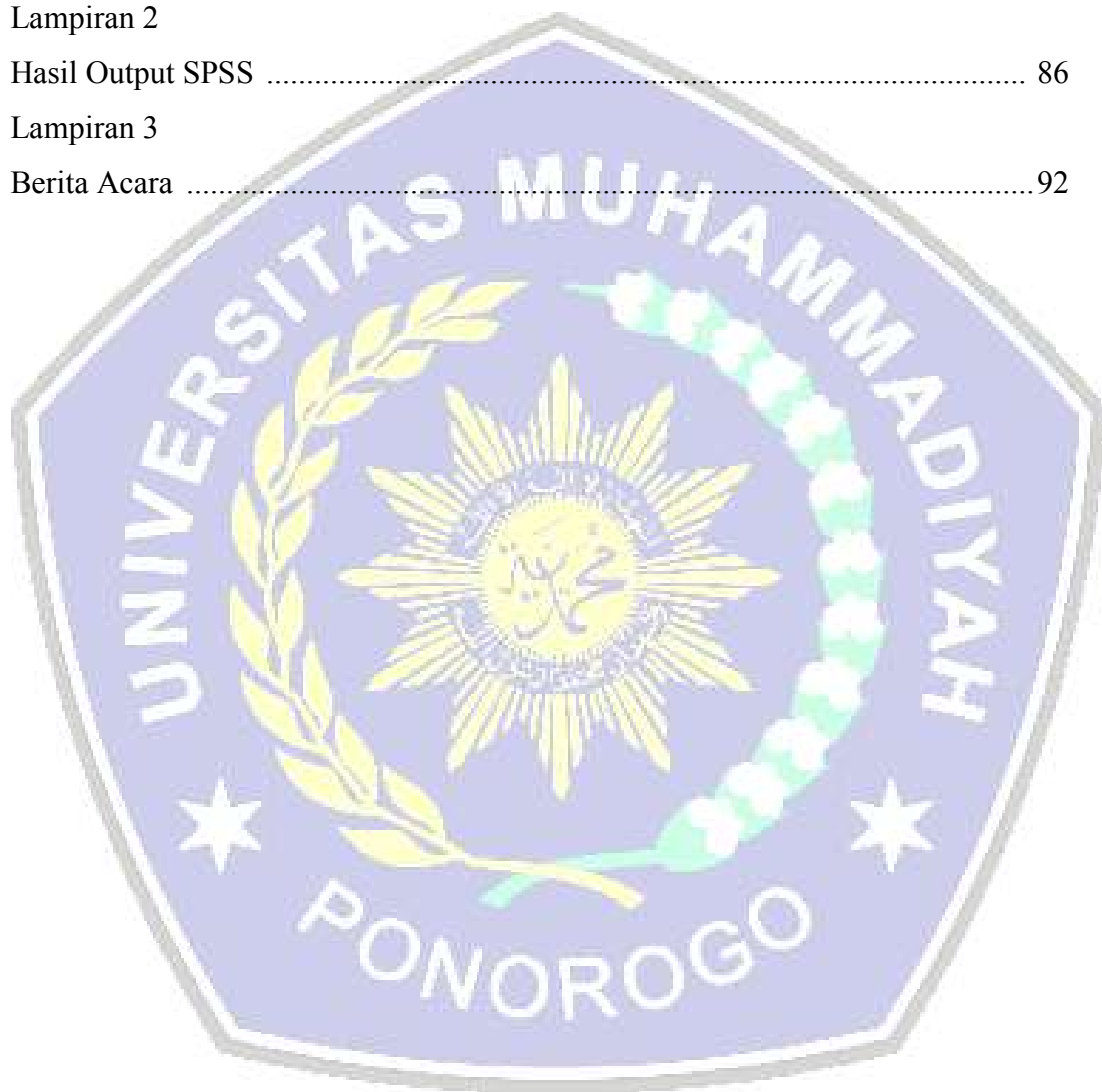 Lampiran 2
Hasil Output SPSS ........................................................................................... 86
Lampiran 3
Berita Acara ......................................................................................................92
UNIVERSITAS MUHAMMADIYAH
PONOROGO